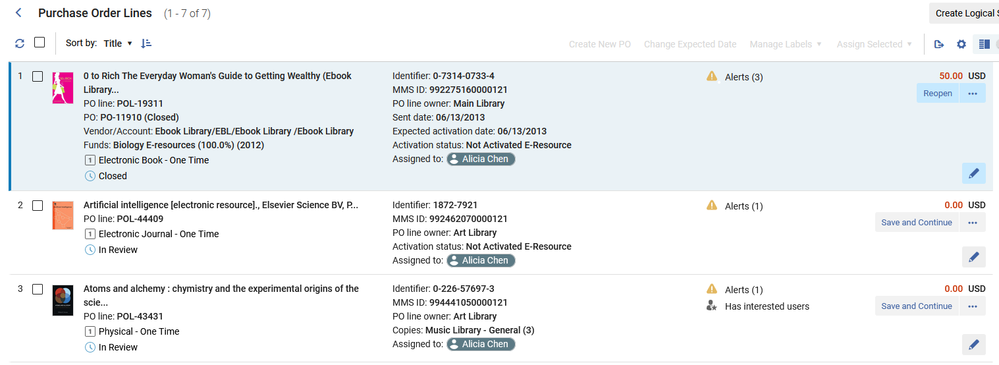 Purchase Order Lines (1 - 7 of 7)
Create Logical S
Sort by: Title
Create New PO Change Expected Date Manage Labels Assign Selected
1
0 to Rich The Everyday Woman's Guide to Getting Wealthy (Ebook
Library...
PO line: POL-19311
PO: PO-11910 (Closed)
Vendor/Account: Ebook Library/EBL/Ebook Library /Ebook Library
Funds: Biology E-resources (100.0%) (2012)
1 Electronic Book - One Time
Closed
Identifier: 0-7314-0733-4
MMS ID: 992275160000121
PO line owner: Main Library
Sent date: 06/13/2013
Expected activation date: 06/13/2013
Activation status: Not Activated E-Resource
Assigned to: Alicia Chen
Alerts (3)
50.00 USD
Reopen
2
Artificial intelligence [electronic resource]., Elsevier Science BV, P...
PO line: POL-44409
1 Electronic Journal - One Time
In Review
Identifier: 1872-7921
MMS ID: 992462070000121
PO line owner: Art Library
Activation status: Not Activated E-Resource
Assigned to: Alicia Chen
Alerts (1)
0.00 USD
Save and Continue
3
Atoms and alchemy : chymistry and the experimental origins of the
scie...
PO line: POL-43431
1 Physical - One Time
In Review
Identifier: 0-226-57697-3
MMS ID: 994441050000121
PO line owner: Art Library
Copies: Music Library - General (3)
Assigned to: Alicia Chen
Alerts (1)
Has interested users
0.00 USD
Save and Continue